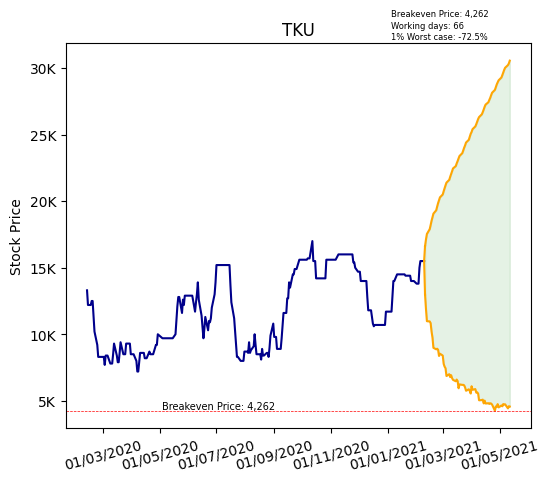 Breakeven Price: 4,262
Working days: 66
1% Worst case: -72.5%
TKU
Stock Price
30K
25K
20K
15K
10K
5K
Breakeven Price: 4,262
01/03/2020
01/05/2020
01/07/2020
01/09/2020
01/11/2020
01/01/2021
01/03/2021
01/05/2021